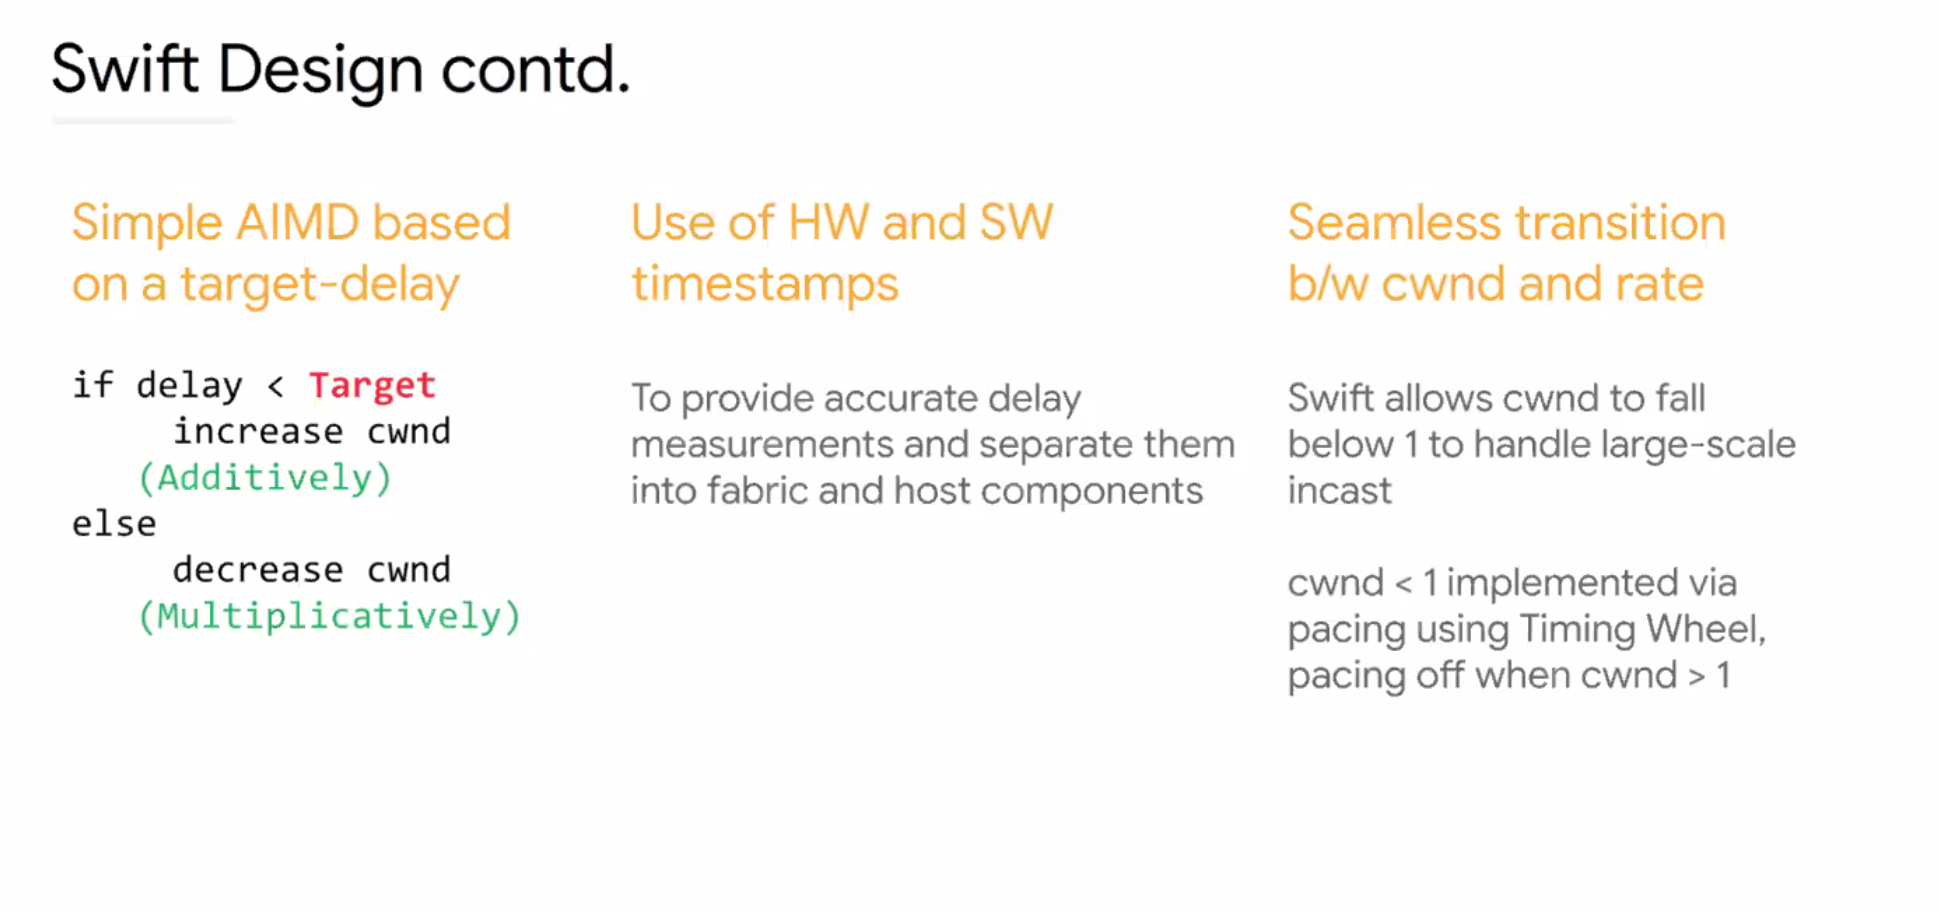 Swift Design contd.
Simple AIMD based
on a target-delay
if delay < Target
increase cwnd
(Additively)
else
decrease cwnd
(Multiplicatively)
Use of HW and SW
timestamps
To provide accurate delay
measurements and separate them
into fabric and host components
Seamless transition
b/w cwnd and rate
Swift allows cwnd to fall
below 1 to handle large-scale
incast
cwnd < 1 implemented via
pacing using Timing Wheel,
pacing off when cwnd > 1